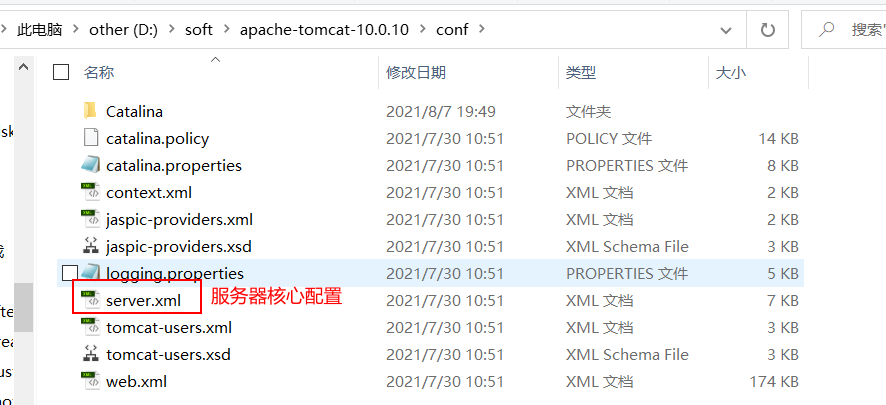 此电脑 > other (D:) > soft > apache-tomcat-10.0.10 > conf >
搜索"
名称 修改日期 类型 大小
Catalina 2021/8/7 19:49 文件夹
catalina.policy 2021/7/30 10:51 POLICY 文件 14 KB
catalina.properties 2021/7/30 10:51 PROPERTIES 文件 8 KB
context.xml 2021/7/30 10:51 XML 文档 2 KB
jaspic-providers.xml 2021/7/30 10:51 XML 文档 2 KB
jaspic-providers.xsd 2021/7/30 10:51 XML Schema File 3 KB
logging.properties 2021/7/30 10:51 PROPERTIES 文件 5 KB
server.xml 服务器核心配置 2021/7/30 10:51 XML 文档 7 KB
tomcat-users.xml 2021/7/30 10:51 XML 文档 3 KB
tomcat-users.xsd 2021/7/30 10:51 XML Schema File 3 KB
web.xml 2021/7/30 10:51 XML 文档 174 KB